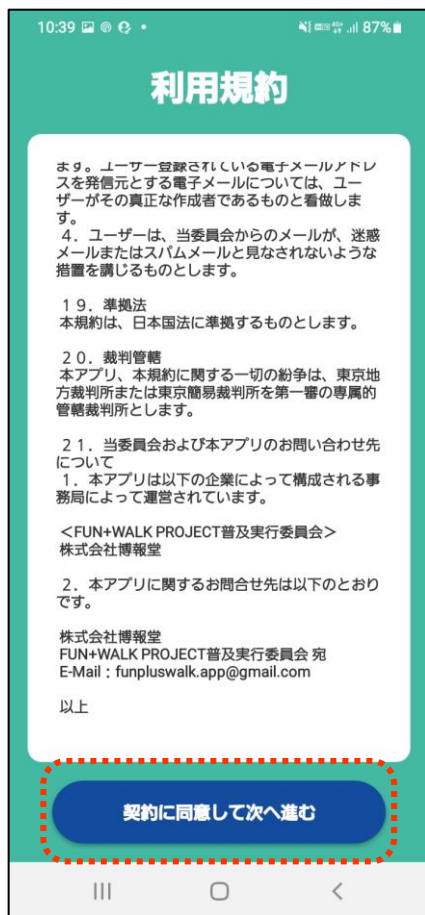 10:39
87%
利用規約
ます。ユーザー登録されている電子メールアドレ
スを発信元とする電子メールについては、ユー
ザーがその真正な作成者であるものと看做しま
す。
４．ユーザーは、当委員会からのメールが、迷惑
メールまたはスパムメールと見なされないような
措置を講じるものとします。
１９．準拠法
本規約は、日本国法に準拠するものとします。
２０．裁判管轄
本アプリ、本規約に関する一切の紛争は、東京地
方裁判所または東京簡易裁判所を第一審の専属的
管轄裁判所とします。
２１．当委員会および本アプリのお問い合わせ先
について
１．本アプリは以下の企業によって構成される事
務局によって運営されています。
＜FUN+WALK PROJECT普及実行委員会＞
株式会社博報堂
２．本アプリに関するお問合せ先は以下のとおり
です。
株式会社博報堂
FUN+WALK PROJECT普及実行委員会 宛
E-Mail：funpluswalk.app@gmail.com
以上
契約に同意して次へ進む